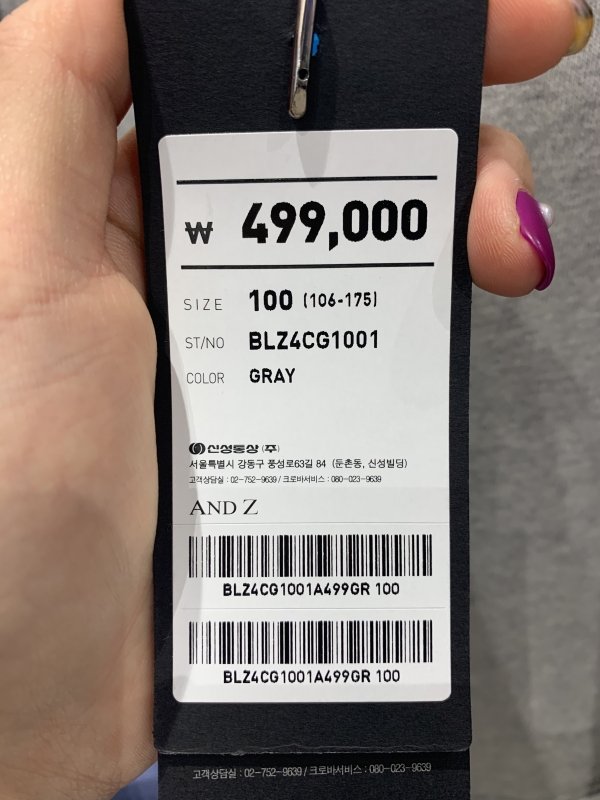 ₩ 499,000
SIZE 100 (106-175)
ST/NO BLZ4CG1001
COLOR GRAY
신성통상 (주)
서울특별시 강동구 풍성로63길 84 (둔촌동, 신성빌딩)
고객상담실 : 02-752-9639 / 크로바서비스 : 080-023-9639
AND Z
BLZ4CG1001A499GR 100
BLZ4CG1001A499GR 100
고객상담실 : 02-752-9639 / 크로바서비스 : 080-023-9639